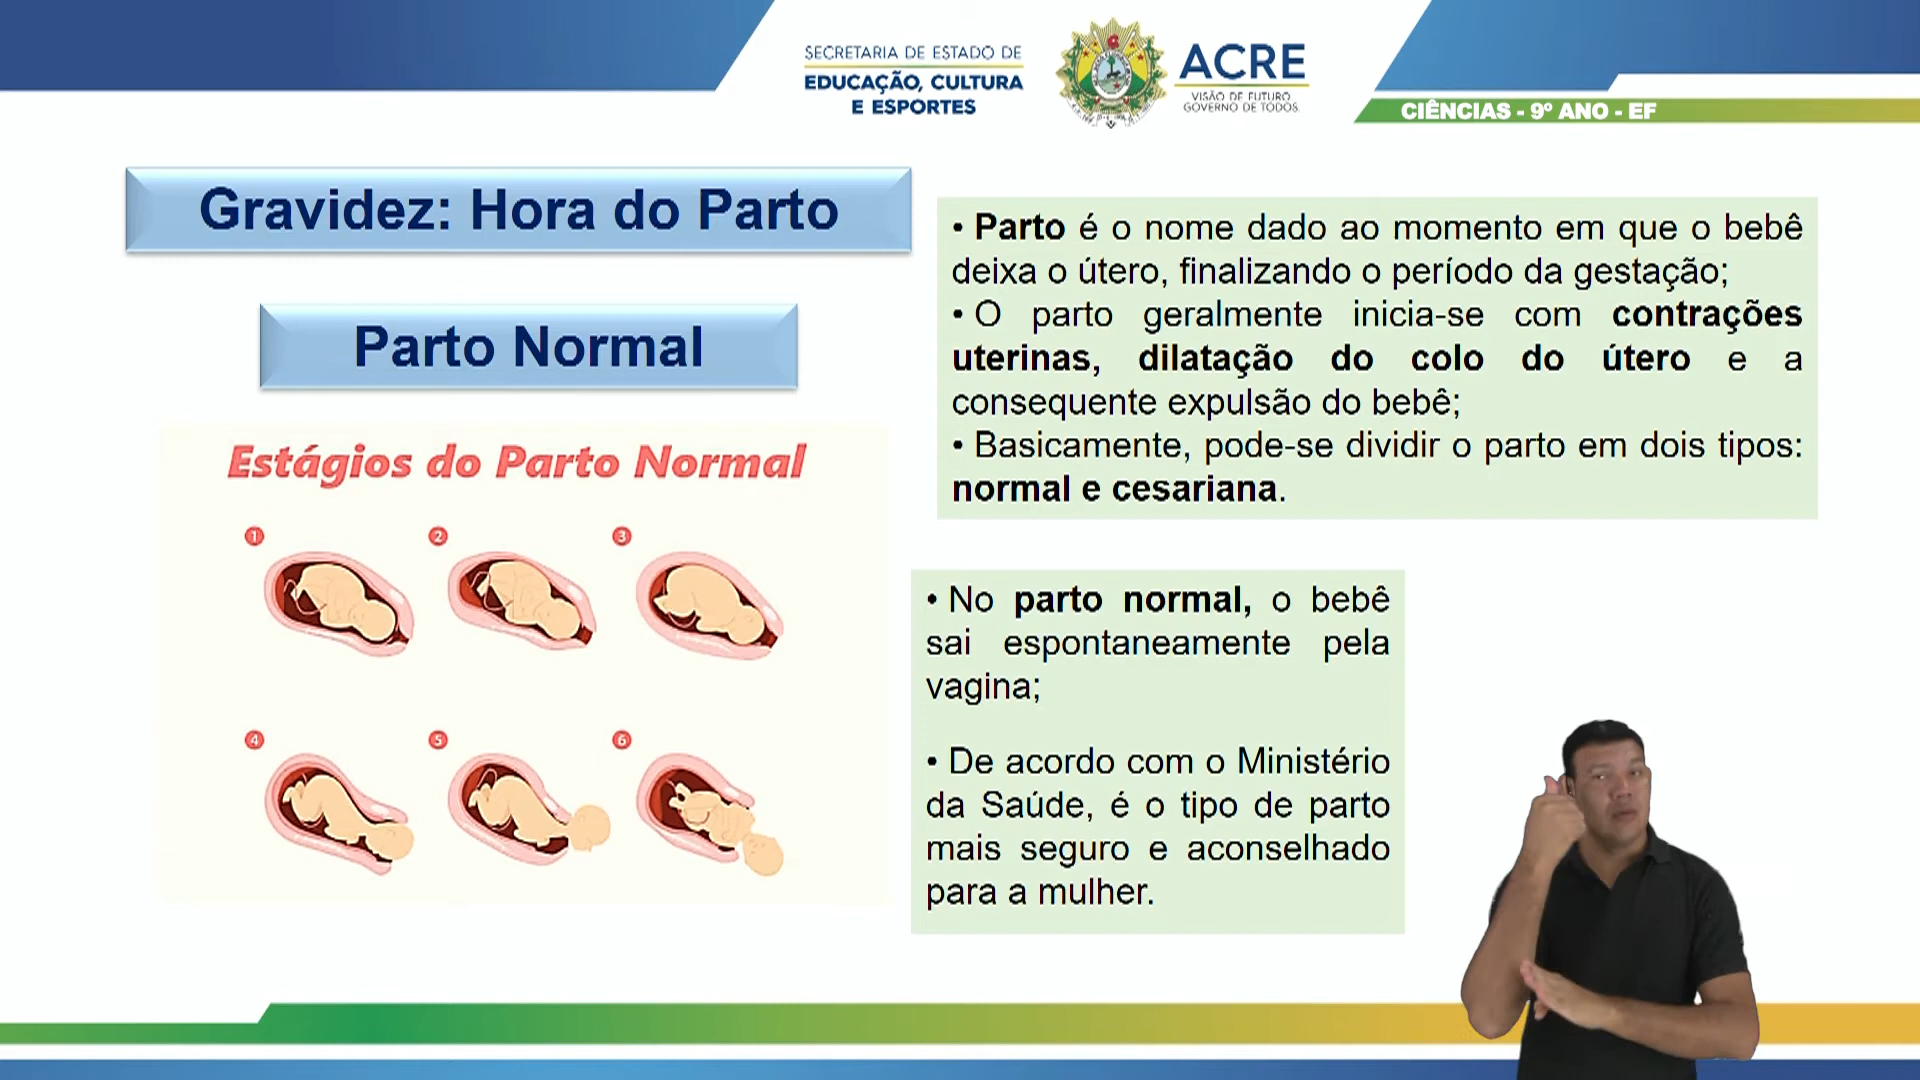 SECRETARIA DE ESTADO DE
EDUCAÇÃO, CULTURA
E ESPORTES
ACRE
VISÃO DE FUTURO
GOVERNO DE TODOS.
CIÊNCIAS - 9º ANO - EF
Gravidez: Hora do Parto
Parto Normal
Estágios do Parto Normal
1
2
3
4
5
6
• Parto é o nome dado ao momento em que o bebê
deixa o útero, finalizando o período da gestação;
• O parto geralmente inicia-se com contrações
uterinas, dilatação do colo do útero e a
consequente expulsão do bebê;
• Basicamente, pode-se dividir o parto em dois tipos:
normal e cesariana.
• No parto normal, o bebê
sai espontaneamente pela
vagina;
• De acordo com o Ministério
da Saúde, é o tipo de parto
mais seguro e aconselhado
para a mulher.